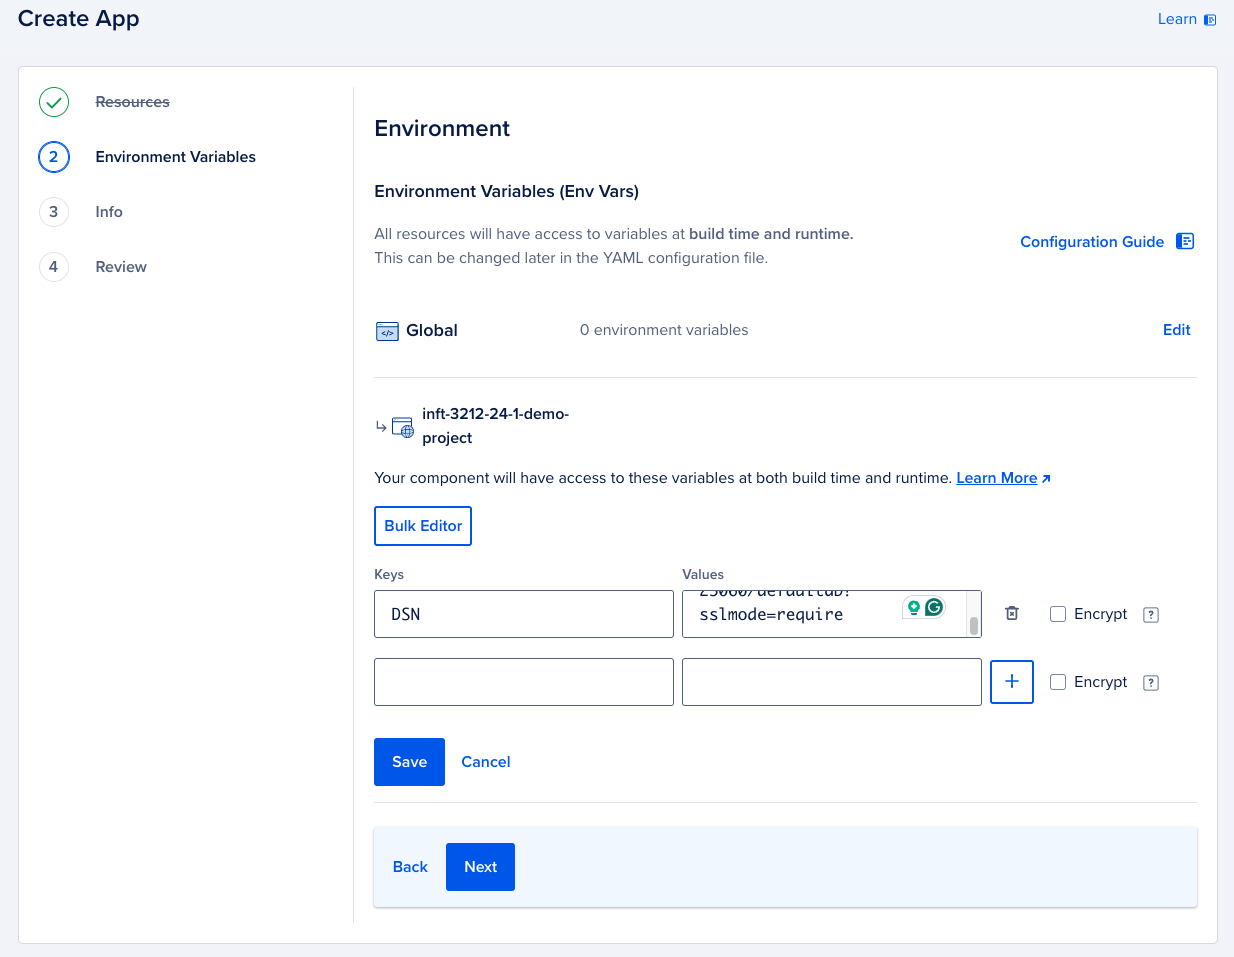 Create App
Learn
Resources
2
Environment Variables
3
Info
4
Review
Environment
Environment Variables (Env Vars)
All resources will have access to variables at build time and runtime.
This can be changed later in the YAML configuration file.
Configuration Guide
Global
0 environment variables
Edit
inft-3212-24-1-demo-
project
Your component will have access to these variables at both build time and runtime. Learn More
Bulk Editor
Keys
Values
DSN
sslmode=require
Encrypt
?
+
Encrypt
?
Save
Cancel
Back
Next